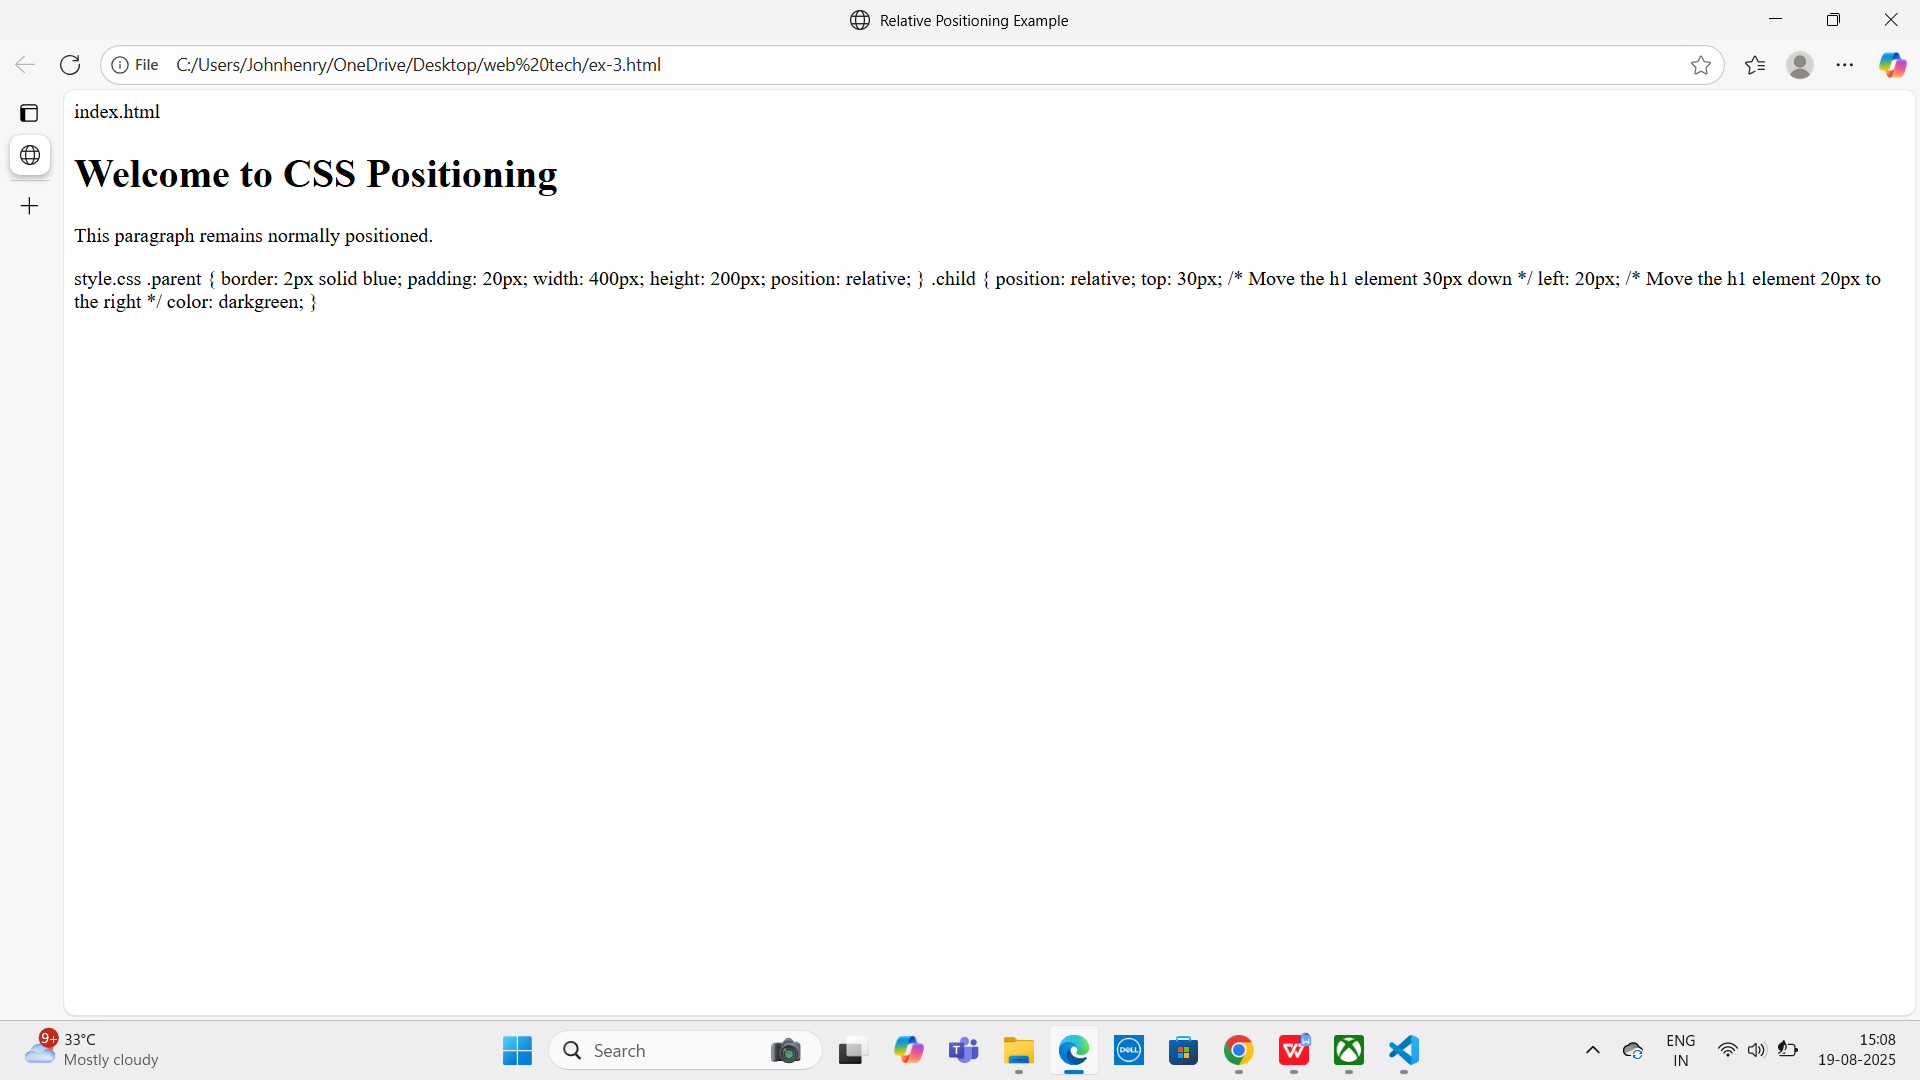 Relative Positioning Example
File C:/Users/Johnhenry/OneDrive/Desktop/web%20tech/ex-3.html
index.html
Welcome to CSS Positioning
This paragraph remains normally positioned.
style.css .parent { border: 2px solid blue; padding: 20px; width: 400px; height: 200px; position: relative; } .child { position: relative; top: 30px; /* Move the h1 element 30px down */ left: 20px; /* Move the h1 element 20px to
the right */ color: darkgreen; }
9+
33°C
Mostly cloudy
Search
DELL
W
W
ENG
IN
15:08
19-08-2025